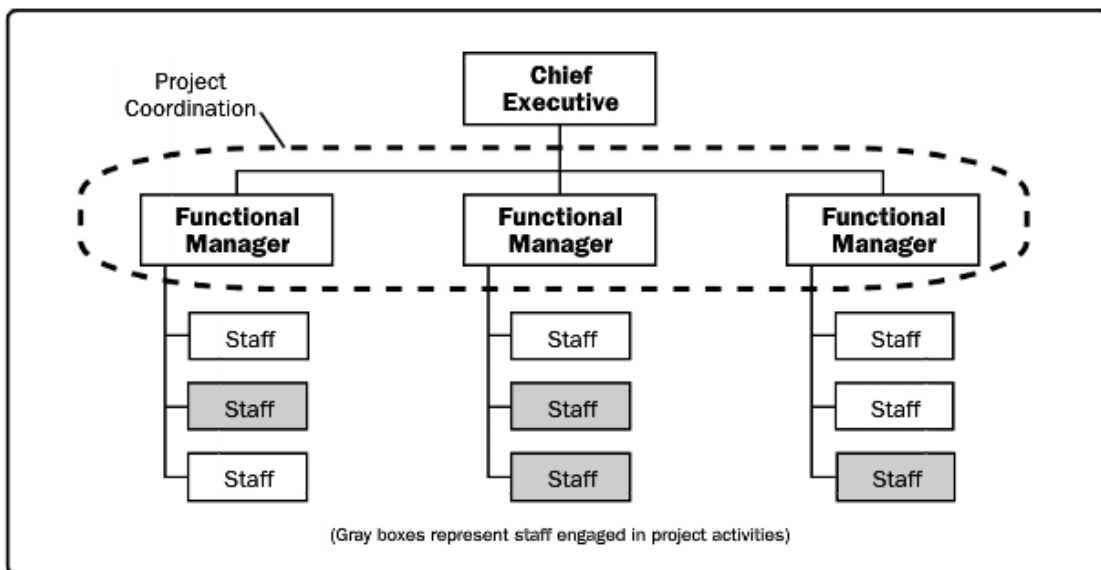 Project
Coordination
Chief
Executive
Functional
Manager
Functional
Manager
Functional
Manager
Staff
Staff
Staff
Staff
Staff
Staff
Staff
Staff
Staff
(Gray boxes represent staff engaged in project activities)